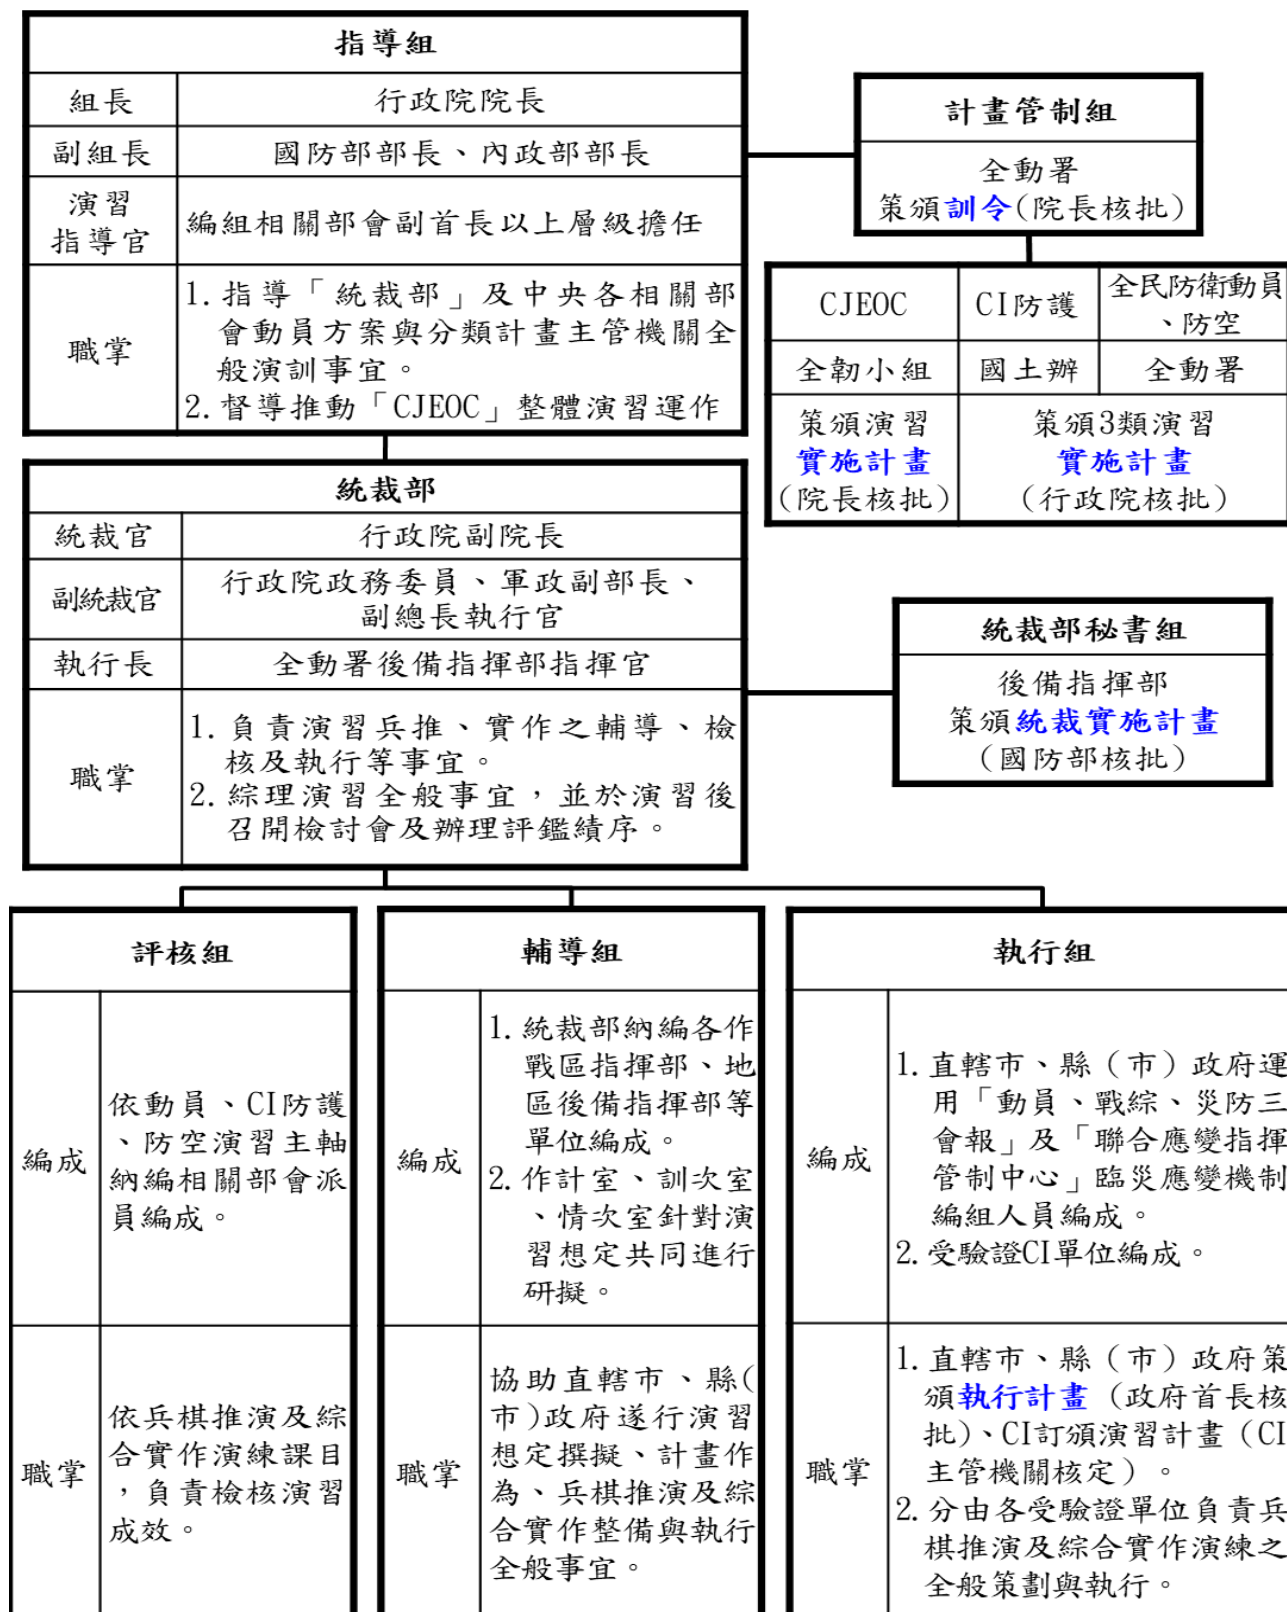 指導組
組長
行政院院長
副組長
國防部部長、內政部部長
演習
指導官
編組相關部會副首長以上層級擔任
職掌
1. 指導「統裁部」及中央各相關部
會動員方案與分類計畫主管機關全
般演訓事宜。
2. 督導推動「CJEOC」整體演習運作
計畫管制組
全動署
策頒訓令(院長核批)
CJEOC
CI防護
全民防衛動員
、防空
全韌小組
國土辦
全動署
策頒演習
實施計畫
(院長核批)
策頒3類演習
實施計畫
(行政院核批)
統裁部
統裁官
行政院副院長
副統裁官
行政院政務委員、軍政副部長、
副總長執行官
執行長
全動署後備指揮部指揮官
職掌
1. 負責演習兵推、實作之輔導、檢
核及執行等事宜。
2. 綜理演習全般事宜，並於演習後
召開檢討會及辦理評鑑績序。
統裁部秘書組
後備指揮部
策頒統裁實施計畫
(國防部核批)
評核組
編成
依動員、CI防護
、防空演習主軸
納編相關部會派
員編成。
職掌
依兵棋推演及綜
合實作演練課目
，負責檢核演習
成效。
輔導組
編成
1. 統裁部納編各作
戰區指揮部、地
區後備指揮部等
單位編成。
2. 作計室、訓次室
、情次室針對演
習想定共同進行
研擬。
職掌
協助直轄市、縣(
市)政府遂行演習
想定撰擬、計畫作
為、兵棋推演及綜
合實作整備與執行
全般事宜。
執行組
編成
1. 直轄市、縣（市）政府運
用「動員、戰綜、災防三
會報」及「聯合應變指揮
管制中心」臨災應變機制
編組人員編成。
2. 受驗證CI單位編成。
職掌
1. 直轄市、縣（市）政府策
頒執行計畫（政府首長核
批）、CI訂頒演習計畫（CI
主管機關核定）。
2. 分由各受驗證單位負責兵
棋推演及綜合實作演練之
全般策劃與執行。